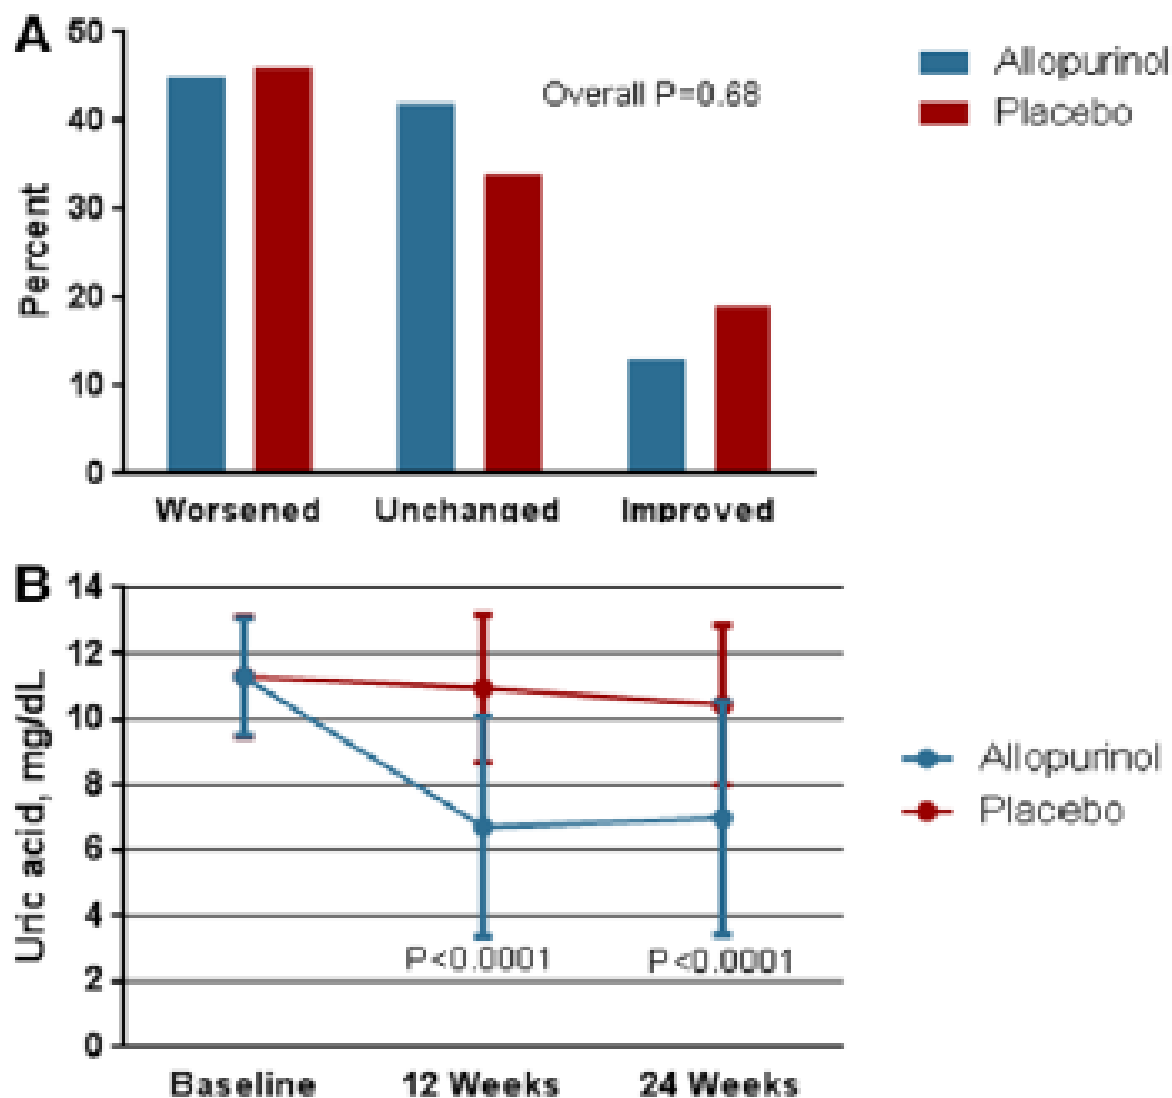 A
50
40
30
20
10
0
Percent
Overall P=0.68
Allopurinol
Placebo
Worsened Unchanged Improved
B
14
12
10
8
6
4
2
0
Uric acid, mg/dL
P<0.0001 P<0.0001
Allopurinol
Placebo
Baseline 12 Weeks 24 Weeks